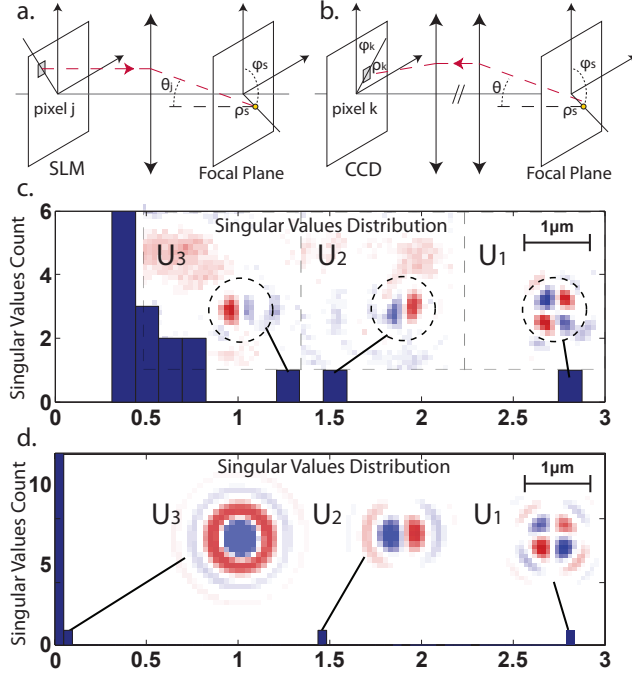 a.
b.
θj
φs
ρs
pixel j
SLM
Focal Plane
φk
ρk
θ
φs
ρs
pixel k
CCD
Focal Plane
c.
Singular Values Distribution
Singular Values Count
6
4
2
0
U3
U2
U1
1μm
0
0.5
1
1.5
2
2.5
3
d.
Singular Values Distribution
Singular Values Count
10
5
0
U3
U2
U1
1μm
0
0.5
1
1.5
2
2.5
3